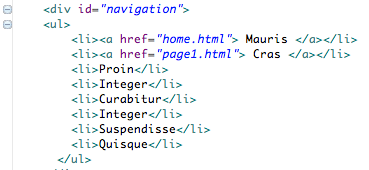 <div id="navigation">
<ul>
<li><a href="home.html"> Mauris </a></li>
<li><a href="page1.html"> Cras </a></li>
<li>Proin</li>
<li>Integer</li>
<li>Curabitur</li>
<li>Integer</li>
<li>Suspendisse</li>
<li>Quisque</li>
</ul>